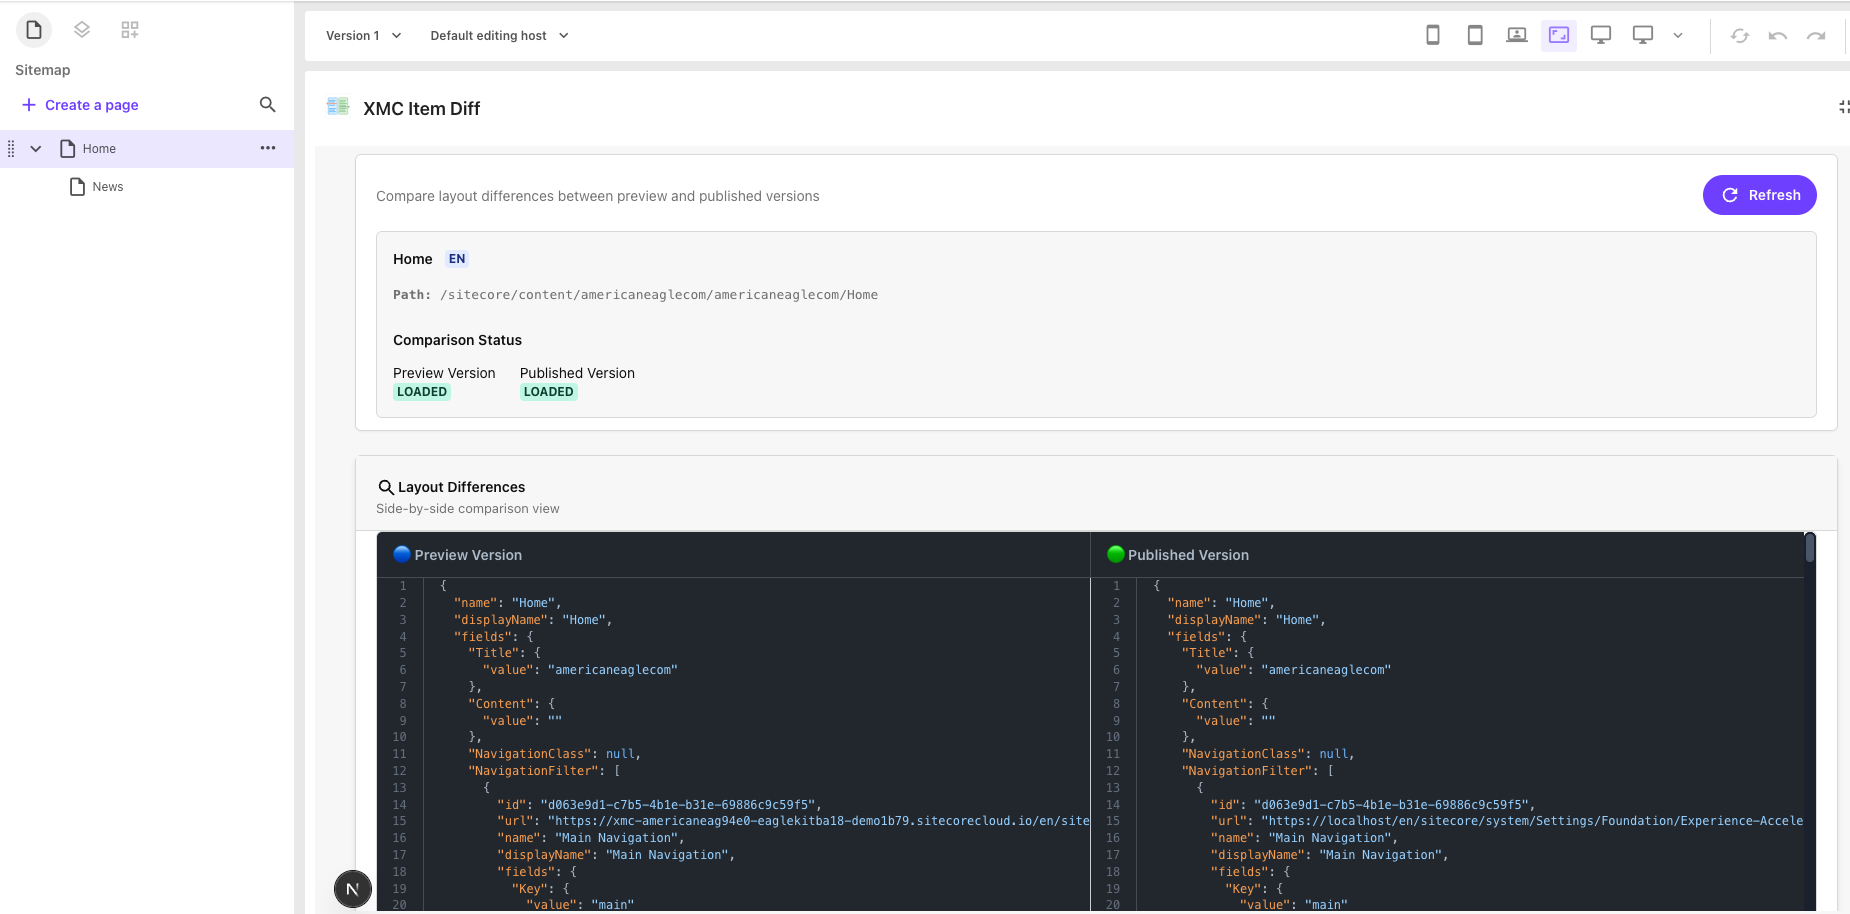 Version 1
Default editing host
Sitemap
Create a page
Home
News
XMC Item Diff
Compare layout differences between preview and published versions
Refresh
Home EN
Path: /sitecore/content/americaneaglecom/americaneaglecom/Home
Comparison Status
Preview Version
Published Version
LOADED
LOADED
Layout Differences
Side-by-side comparison view
Preview Version
1 {
2 "name": "Home",
3 "displayName": "Home",
4 "fields": {
5 "Title": {
6 "value": "americaneaglecom"
7 },
8 "Content": {
9 "value": ""
10 },
11 "NavigationClass": null,
12 "NavigationFilter": [
13 {
14 "id": "d063e9d1-c7b5-4b1e-b31e-69886c9c59f5",
15 "url": "https://xmc-americaneag94e0-eaglekitba18-demo1b79.sitecorecloud.io/en/site
16 "name": "Main Navigation",
17 "displayName": "Main Navigation",
18 "fields": {
19 "Key": {
20 "value": "main"
Published Version
1 {
2 "name": "Home",
3 "displayName": "Home",
4 "fields": {
5 "Title": {
6 "value": "americaneaglecom"
7 },
8 "Content": {
9 "value": ""
10 },
11 "NavigationClass": null,
12 "NavigationFilter": [
13 {
14 "id": "d063e9d1-c7b5-4b1e-b31e-69886c9c59f5",
15 "url": "https://localhost/en/sitecore/system/Settings/Foundation/Experience-Accele
16 "name": "Main Navigation",
17 "displayName": "Main Navigation",
18 "fields": {
19 "Key": {
20 "value": "main"
N